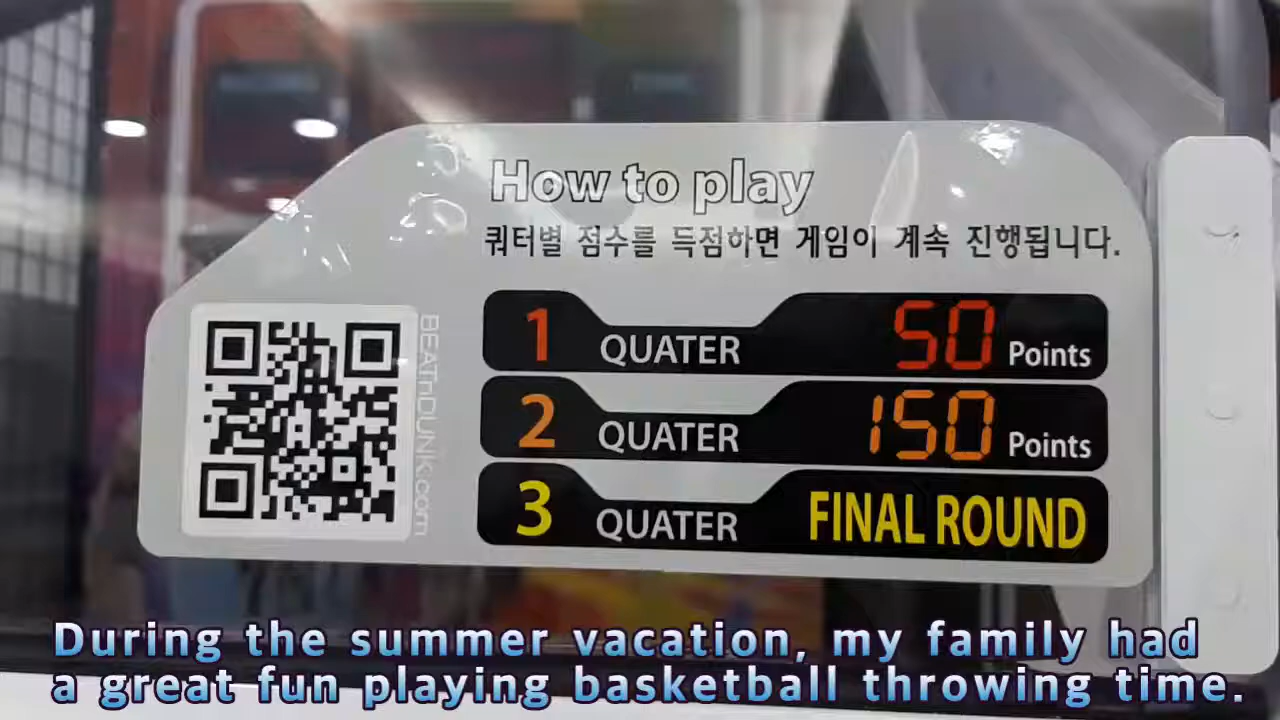 How to play
쿼터별 점수를 득점하면 게임이 계속 진행됩니다.
BEATnDUNK.com
1 QUATER 50 Points
2 QUATER 150 Points
3 QUATER FINAL ROUND
During the summer vacation, my family had
a great fun playing basketball throwing time.